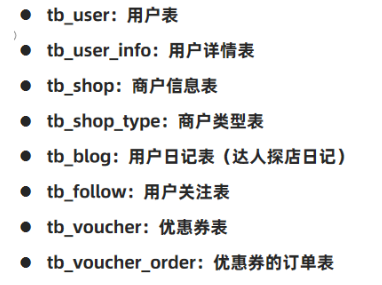 ● tb_user：用户表
● tb_user_info：用户详情表
● tb_shop：商户信息表
● tb_shop_type：商户类型表
● tb_blog：用户日记表（达人探店日记）
● tb_follow：用户关注表
● tb_voucher：优惠券表
● tb_voucher_order：优惠券的订单表